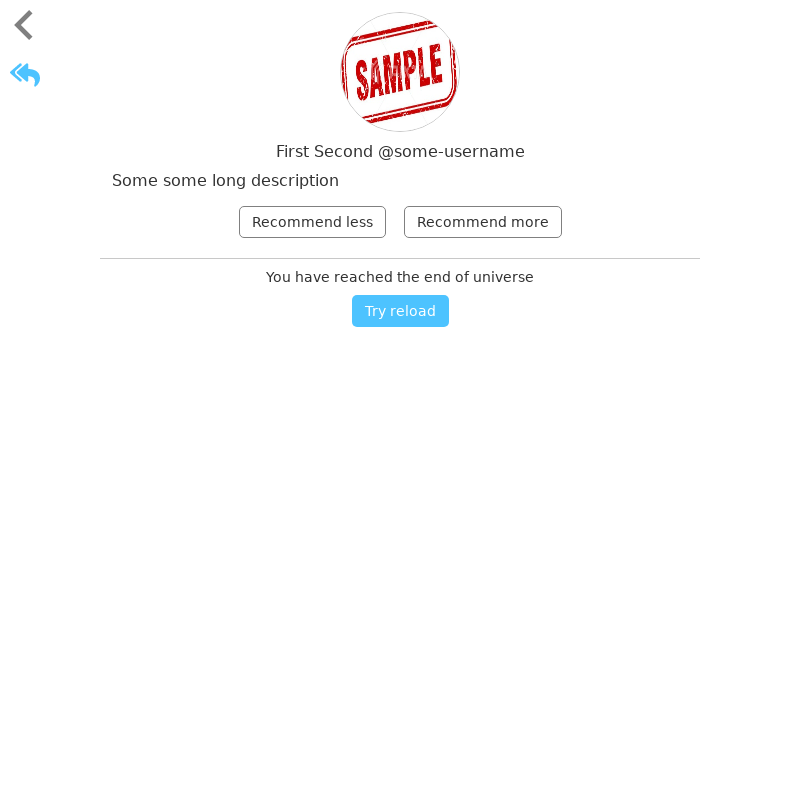 SAMPLE
First Second @some-username
Some some long description
Recommend less
Recommend more
You have reached the end of universe
Try reload